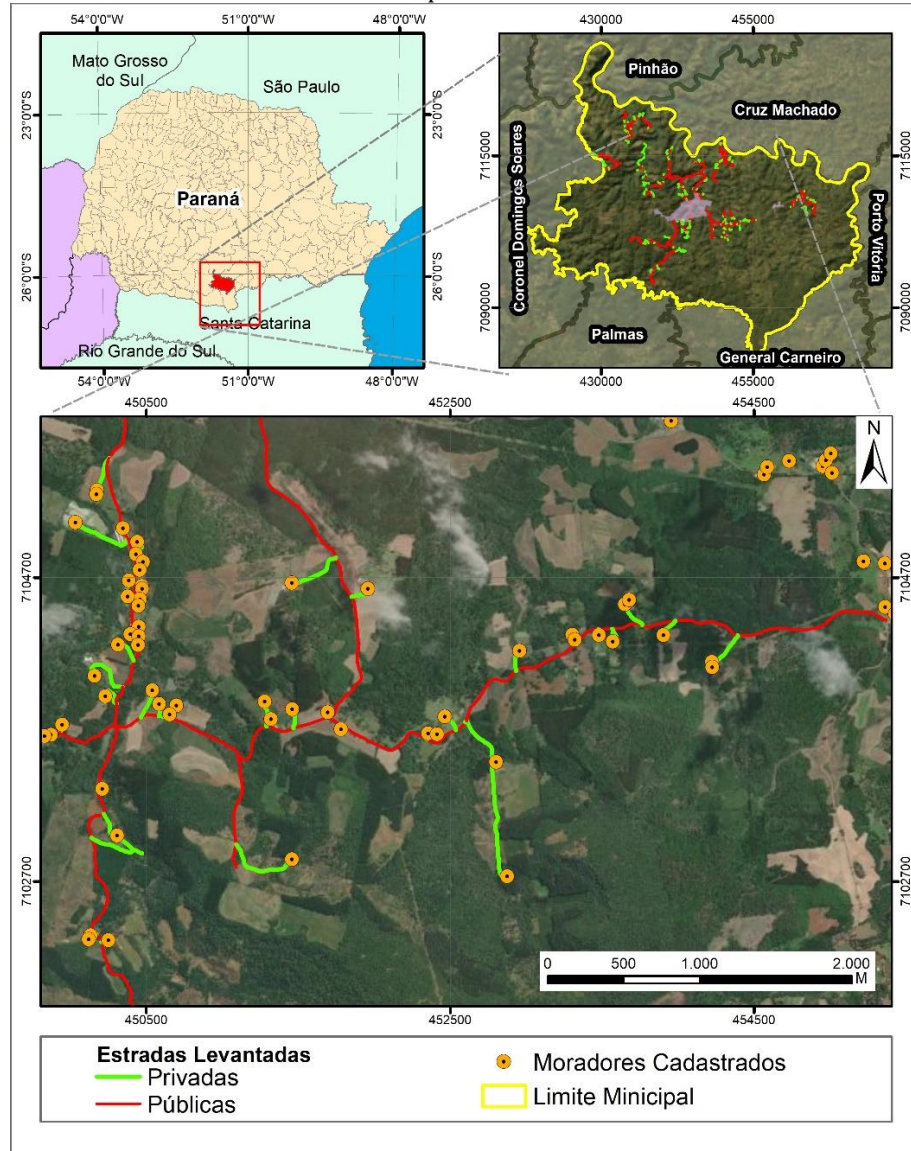 54°0'0"W 51°0'0"W 48°0'0"W
Mato Grosso
do Sul
São Paulo
23°0'0"S
23°0'0"S
Paraná
26°0'0"S
26°0'0"S
Santa Catarina
Rio Grande do Sul
54°0'0"W 51°0'0"W 48°0'0"W
430000 455000
Pinhão
Cruz Machado
7115000
7115000
Coronel Domingos Soares
Porto Vitória
7090000
7090000
Palmas
General Carneiro
430000 455000
450500 452500 454500
N
7104700
7104700
7102700
7102700
0 500 1.000 2.000
M
450500 452500 454500
Estradas Levantadas
Privadas
Públicas
Moradores Cadastrados
Limite Minicipal